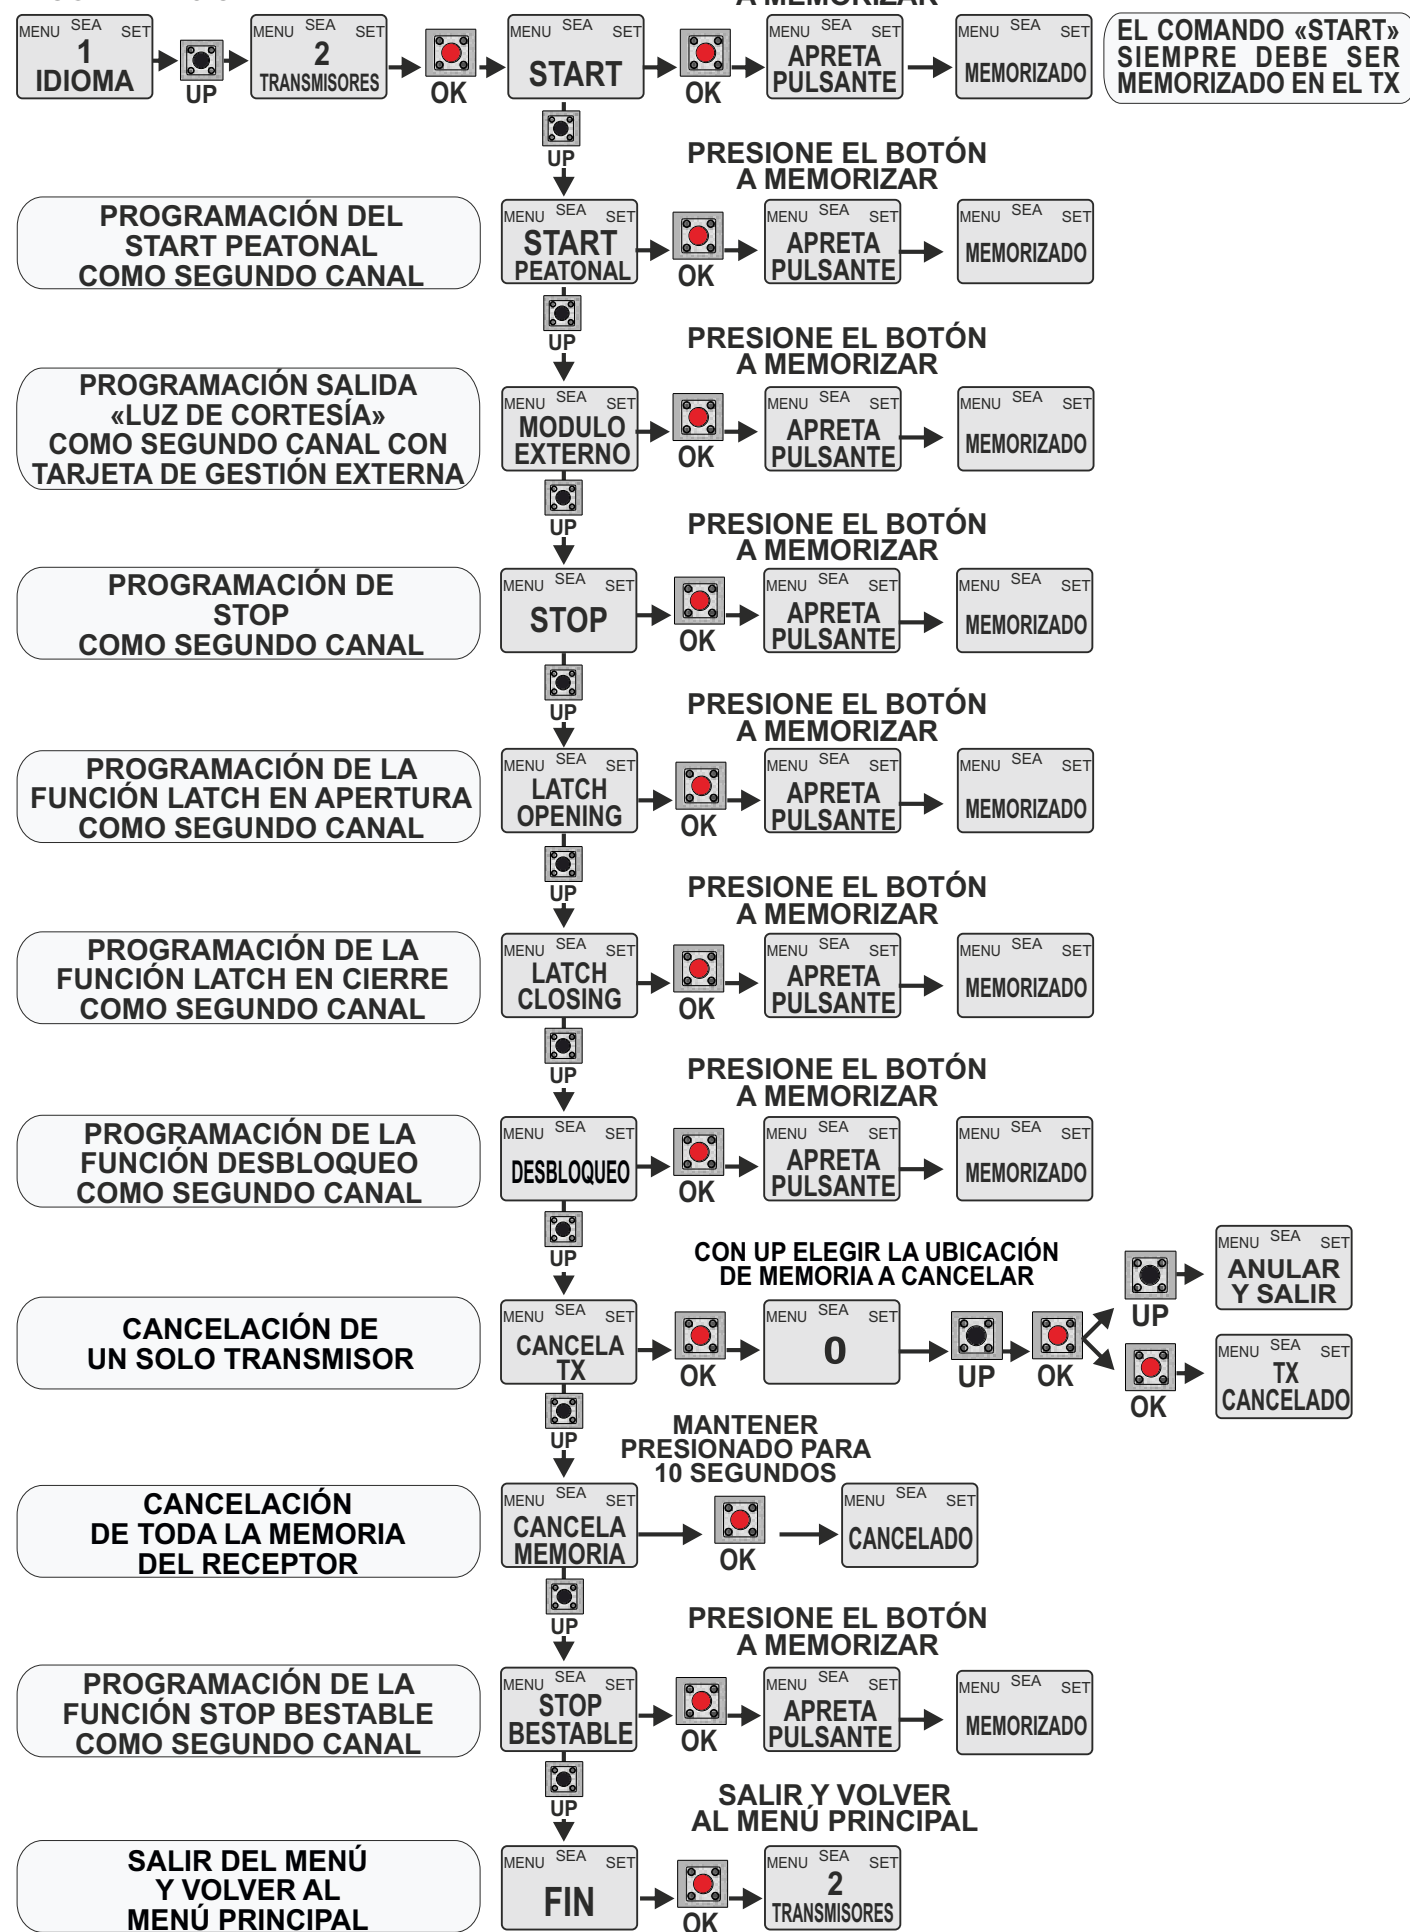 A MEMORIZAR
MENU SEA SET
1
IDIOMA
UP
MENU SEA SET
2
TRANSMISORES
OK
MENU SEA SET
START
OK
MENU SEA SET
APRETA
PULSANTE
MENU SEA SET
MEMORIZADO
EL COMANDO «START»
SIEMPRE DEBE SER
MEMORIZADO EN EL TX
UP
PRESIONE EL BOTÓN
A MEMORIZAR
PROGRAMACIÓN DEL
START PEATONAL
COMO SEGUNDO CANAL
MENU SEA SET
START
PEATONAL
OK
MENU SEA SET
APRETA
PULSANTE
MENU SEA SET
MEMORIZADO
UP
PRESIONE EL BOTÓN
A MEMORIZAR
PROGRAMACIÓN SALIDA
«LUZ DE CORTESÍA»
COMO SEGUNDO CANAL CON
TARJETA DE GESTIÓN EXTERNA
MENU SEA SET
MODULO
EXTERNO
OK
MENU SEA SET
APRETA
PULSANTE
MENU SEA SET
MEMORIZADO
UP
PRESIONE EL BOTÓN
A MEMORIZAR
PROGRAMACIÓN DE
STOP
COMO SEGUNDO CANAL
MENU SEA SET
STOP
OK
MENU SEA SET
APRETA
PULSANTE
MENU SEA SET
MEMORIZADO
UP
PRESIONE EL BOTÓN
A MEMORIZAR
PROGRAMACIÓN DE LA
FUNCIÓN LATCH EN APERTURA
COMO SEGUNDO CANAL
MENU SEA SET
LATCH
OPENING
OK
MENU SEA SET
APRETA
PULSANTE
MENU SEA SET
MEMORIZADO
UP
PRESIONE EL BOTÓN
A MEMORIZAR
PROGRAMACIÓN DE LA
FUNCIÓN LATCH EN CIERRE
COMO SEGUNDO CANAL
MENU SEA SET
LATCH
CLOSING
OK
MENU SEA SET
APRETA
PULSANTE
MENU SEA SET
MEMORIZADO
UP
PRESIONE EL BOTÓN
A MEMORIZAR
PROGRAMACIÓN DE LA
FUNCIÓN DESBLOQUEO
COMO SEGUNDO CANAL
MENU SEA SET
DESBLOQUEO
OK
MENU SEA SET
APRETA
PULSANTE
MENU SEA SET
MEMORIZADO
UP
CON UP ELEGIR LA UBICACIÓN
DE MEMORIA A CANCELAR
CANCELACIÓN DE
UN SOLO TRANSMISOR
MENU SEA SET
CANCELA
TX
OK
MENU SEA SET
0
UP
OK
UP
MENU SEA SET
ANULAR
Y SALIR
OK
MENU SEA SET
TX
CANCELADO
UP
MANTENER
PRESIONADO PARA
10 SEGUNDOS
CANCELACIÓN
DE TODA LA MEMORIA
DEL RECEPTOR
MENU SEA SET
CANCELA
MEMORIA
OK
MENU SEA SET
CANCELADO
UP
PRESIONE EL BOTÓN
A MEMORIZAR
PROGRAMACIÓN DE LA
FUNCIÓN STOP BESTABLE
COMO SEGUNDO CANAL
MENU SEA SET
STOP
BESTABLE
OK
MENU SEA SET
APRETA
PULSANTE
MENU SEA SET
MEMORIZADO
UP
SALIR Y VOLVER
AL MENÚ PRINCIPAL
SALIR DEL MENÚ
Y VOLVER AL
MENÚ PRINCIPAL
MENU SEA SET
FIN
OK
MENU SEA SET
2
TRANSMISORES